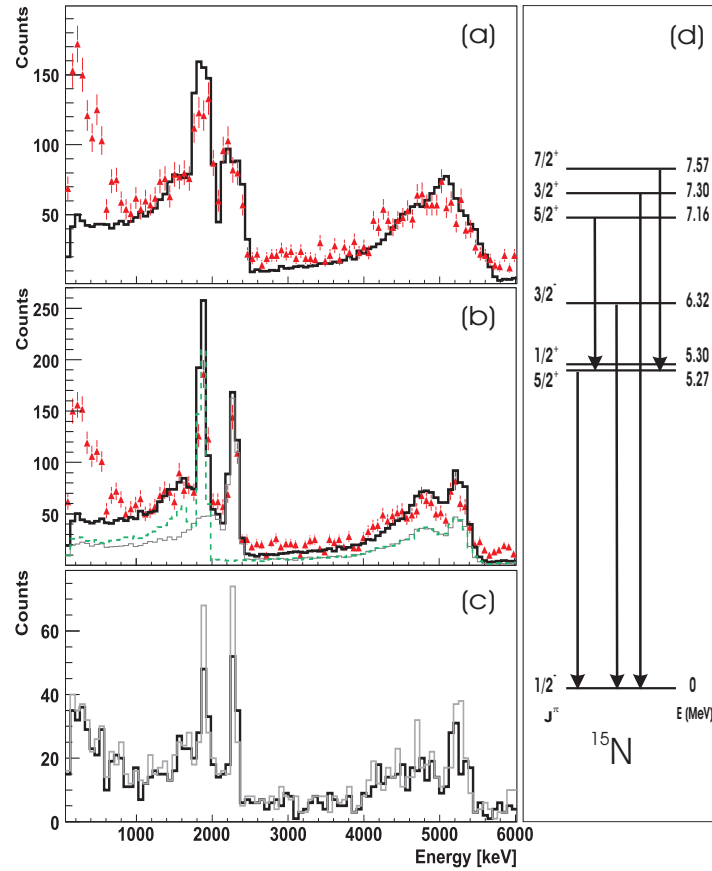 Counts
150
100
50
(a)
Counts
250
200
150
100
50
(b)
Counts
60
40
20
0
(c)
1000 2000 3000 4000 5000 6000
Energy [keV]
(d)
7/2⁺ 7.57
3/2⁺ 7.30
5/2⁺ 7.16
3/2⁻ 6.32
1/2⁺ 5.30
5/2⁺ 5.27
1/2⁻ 0
J^π E (MeV)
¹⁵N